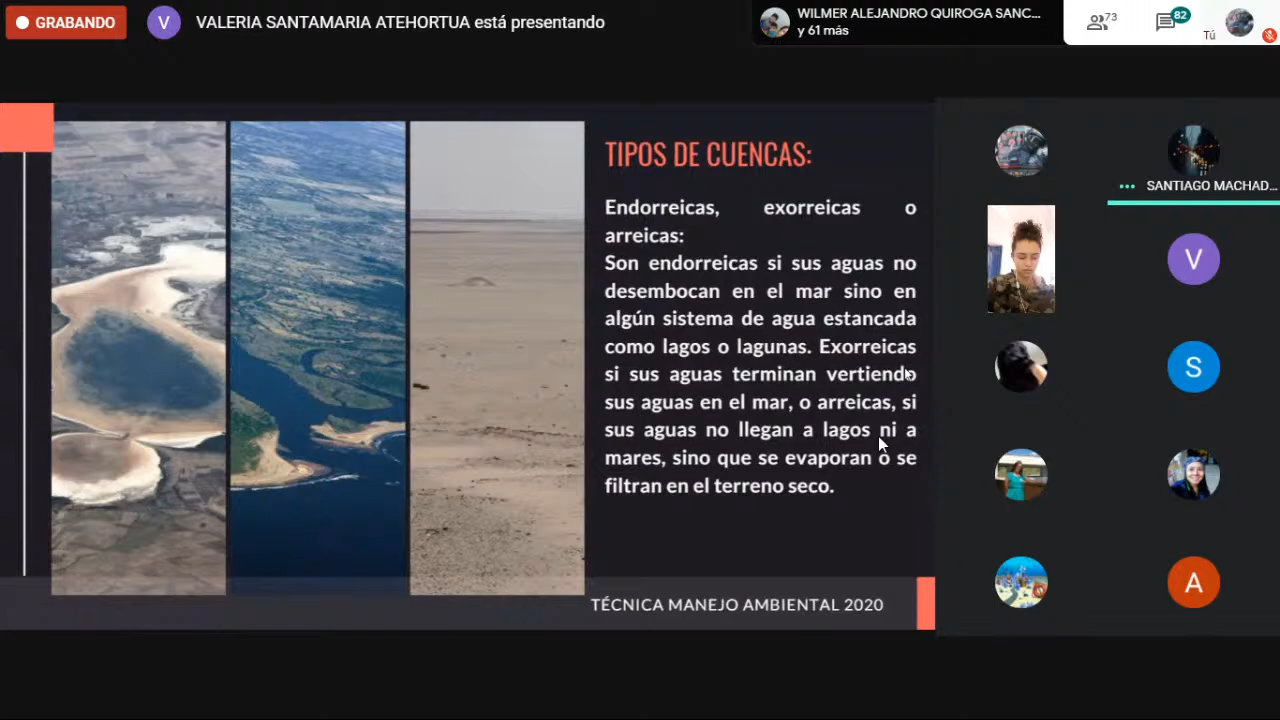 GRABANDO
V
VALERIA SANTAMARIA ATEHORTUA está presentando
WILMER ALEJANDRO QUIROGA SANC...
y 61 más
73
82
Tú
TIPOS DE CUENCAS:
Endorreicas, exorreicas o
arreicas:
Son endorreicas si sus aguas no
desembocan en el mar sino en
algún sistema de agua estancada
como lagos o lagunas. Exorreicas
si sus aguas terminan vertiendo
sus aguas en el mar, o arreicas, si
sus aguas no llegan a lagos ni a
mares, sino que se evaporan o se
filtran en el terreno seco.
TÉCNICA MANEJO AMBIENTAL 2020
SANTIAGO MACHAD...
V
S
A